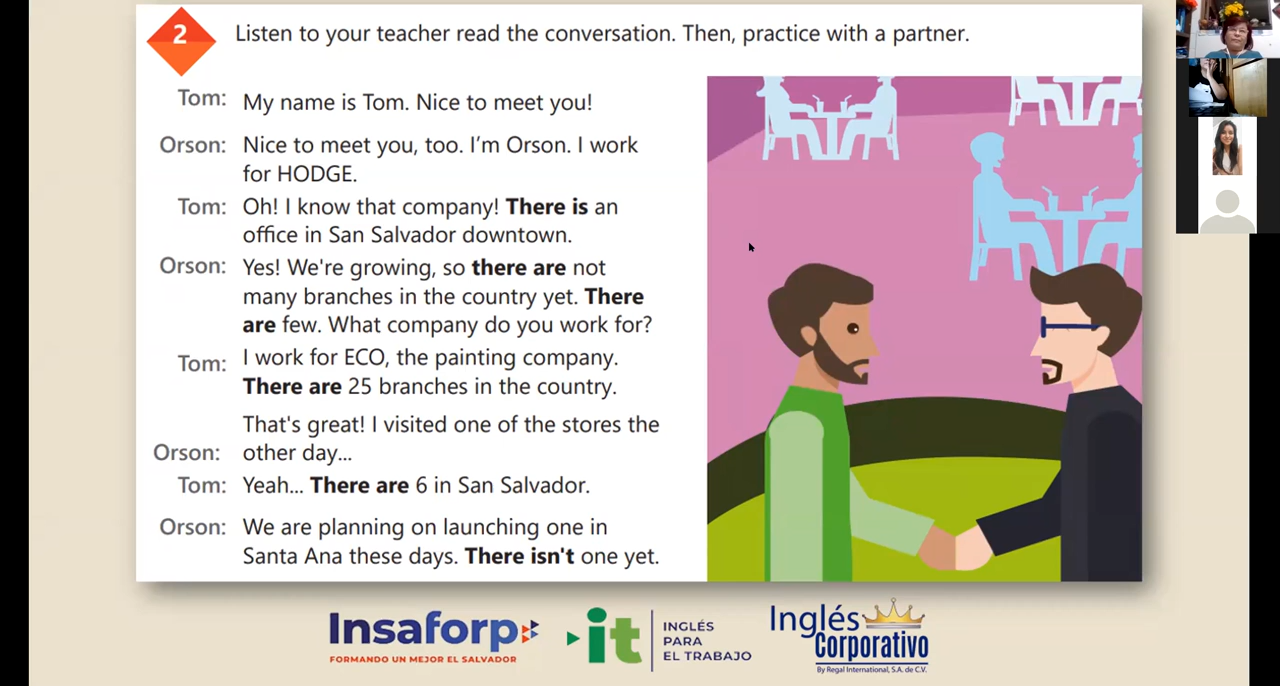 2
Listen to your teacher read the conversation. Then, practice with a partner.
Tom: My name is Tom. Nice to meet you!
Orson: Nice to meet you, too. I'm Orson. I work
for HODGE.
Tom: Oh! I know that company! There is an
office in San Salvador downtown.
Orson: Yes! We're growing, so there are not
many branches in the country yet. There
are few. What company do you work for?
Tom: I work for ECO, the painting company.
There are 25 branches in the country.
That's great! I visited one of the stores the
Orson: other day...
Tom: Yeah... There are 6 in San Salvador.
Orson: We are planning on launching one in
Santa Ana these days. There isn't one yet.
Insaforp
FORMANDO UN MEJOR EL SALVADOR
it
INGLÉS
PARA
EL TRABAJO
Inglés
Corporativo
By Regal International, S.A. de C.V.